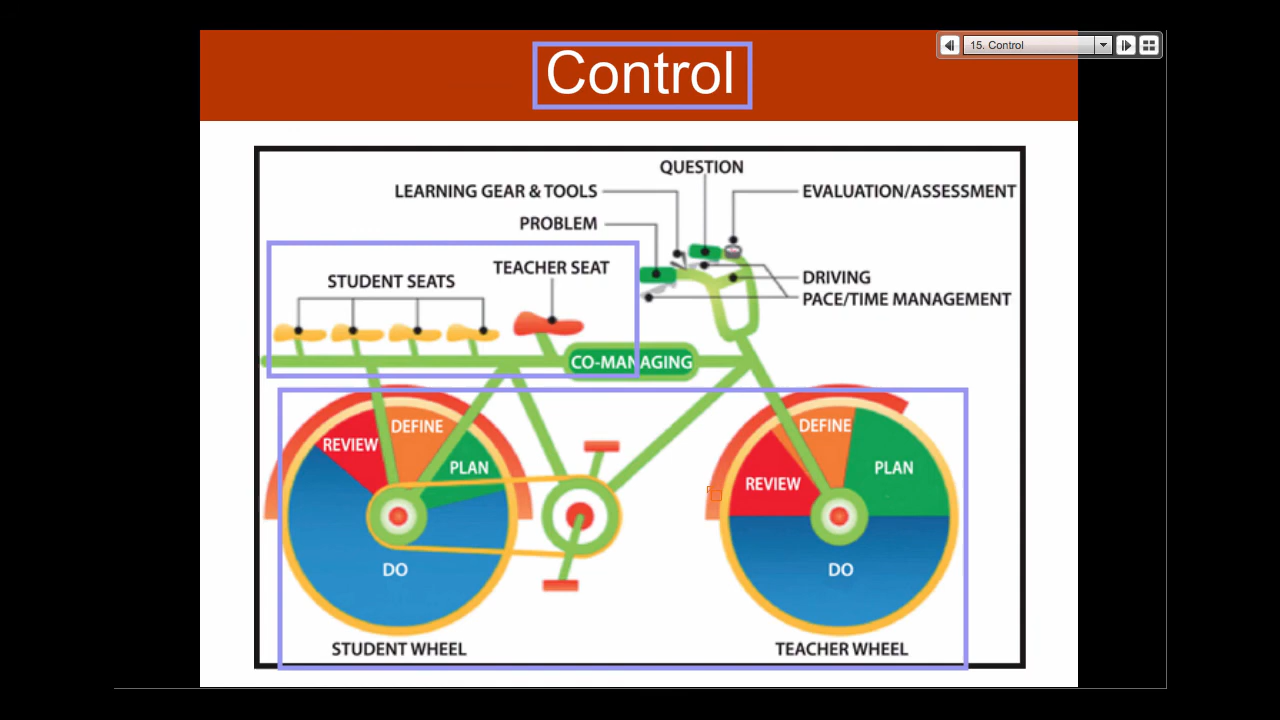 Control
15. Control
QUESTION
LEARNING GEAR & TOOLS
EVALUATION/ASSESSMENT
PROBLEM
STUDENT SEATS
TEACHER SEAT
DRIVING
PACE/TIME MANAGEMENT
CO-MANAGING
REVIEW
DEFINE
PLAN
DO
STUDENT WHEEL
REVIEW
DEFINE
PLAN
DO
TEACHER WHEEL